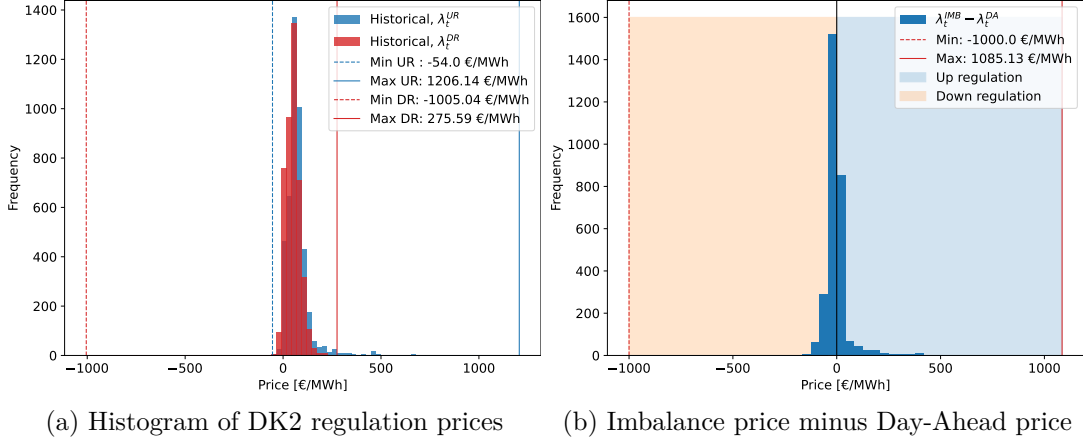 1400
1200
1000
800
600
400
200
0
Frequency
−1000
−500
0
500
1000
Price [€/MWh]
Historical, λ_t^{UR}
Historical, λ_t^{DR}
Min UR : -54.0 €/MWh
Max UR: 1206.14 €/MWh
Min DR: -1005.04 €/MWh
Max DR: 275.59 €/MWh
(a) Histogram of DK2 regulation prices
1600
1400
1200
1000
800
600
400
200
0
Frequency
−1000
−500
0
500
1000
Price [€/MWh]
λ_t^{IMB} − λ_t^{DA}
Min: -1000.0 €/MWh
Max: 1085.13 €/MWh
Up regulation
Down regulation
(b) Imbalance price minus Day-Ahead price